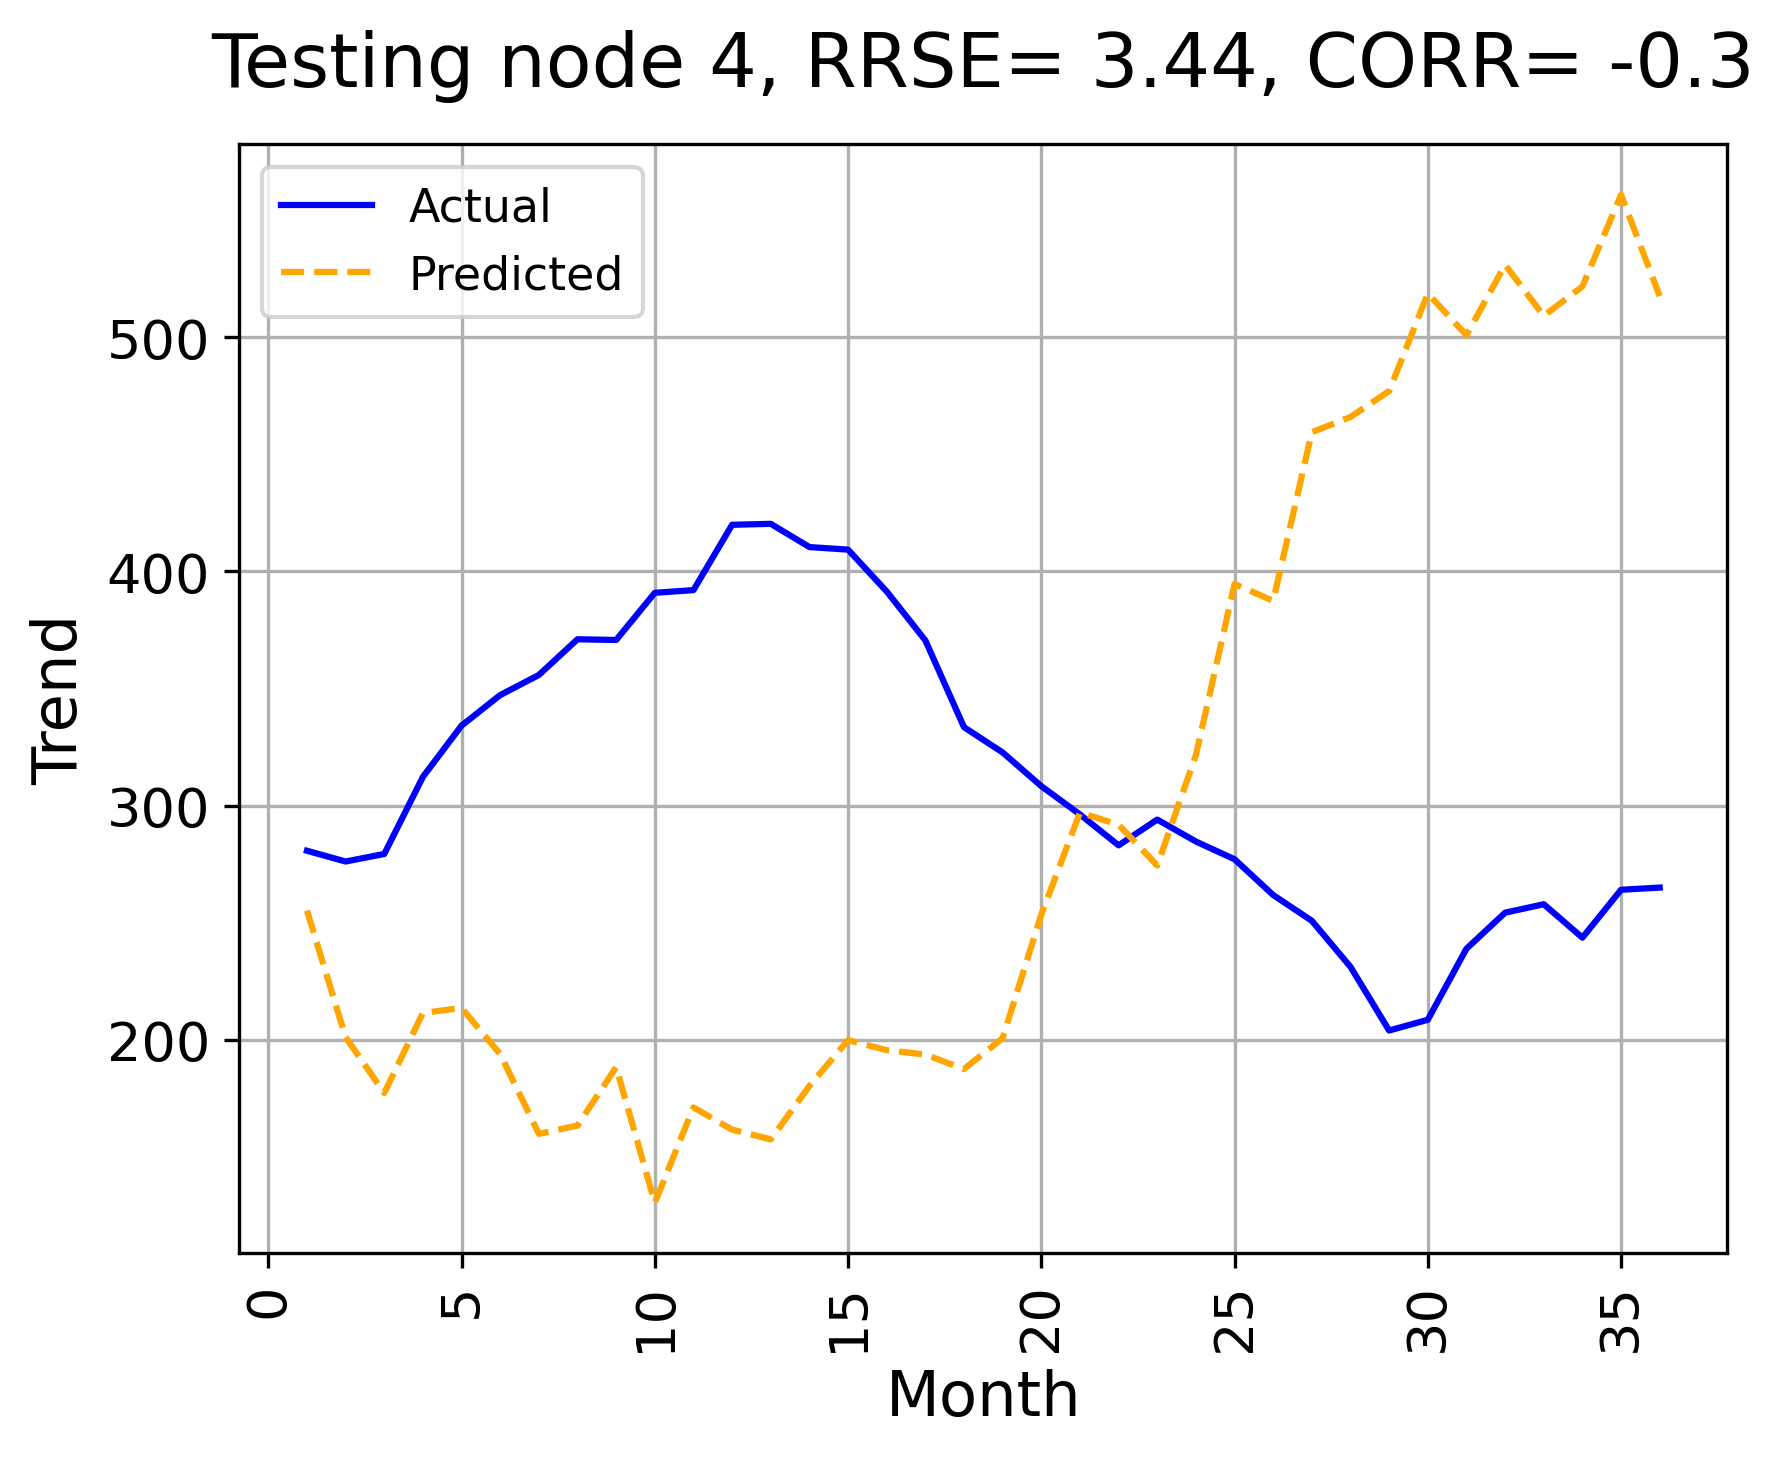 Testing node 4, RRSE= 3.44, CORR= -0.3
Actual
Predicted
500
400
300
200
Trend
0 5 10 15 20 25 30 35
Month